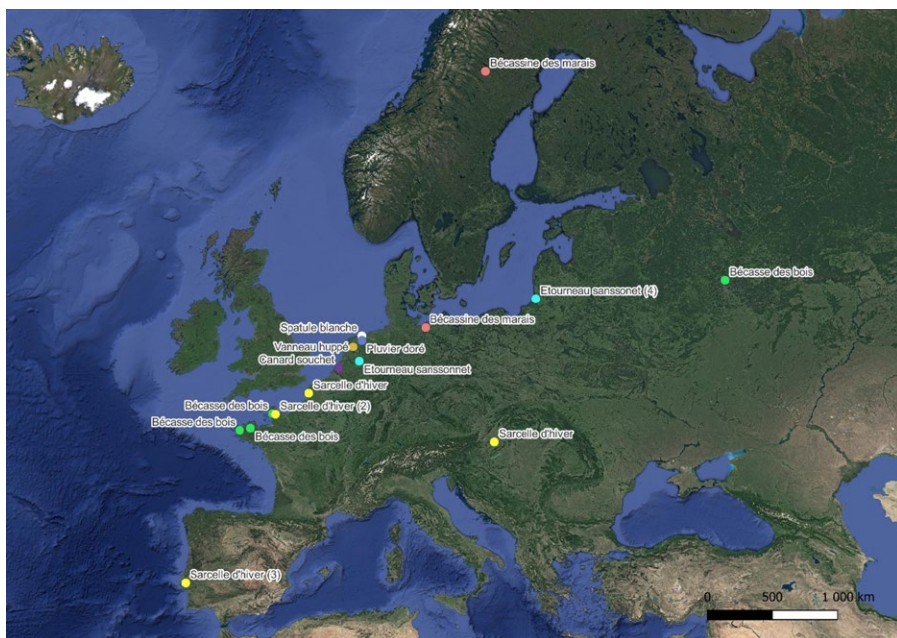 Bécassine des marais
Bécasse des bois
Etourneau sanssonet (4)
Bécassine des marais
Spatule blanche
Vanneau huppé
Pluvier doré
Canard souchet
Etourneau sanssonnet
Sarcelle d'hiver
Bécasse des bois
Sarcelle d'hiver (2)
Bécasse des bois
Bécasse des bois
Sarcelle d'hiver
Sarcelle d'hiver (3)
0 500 1 000 km